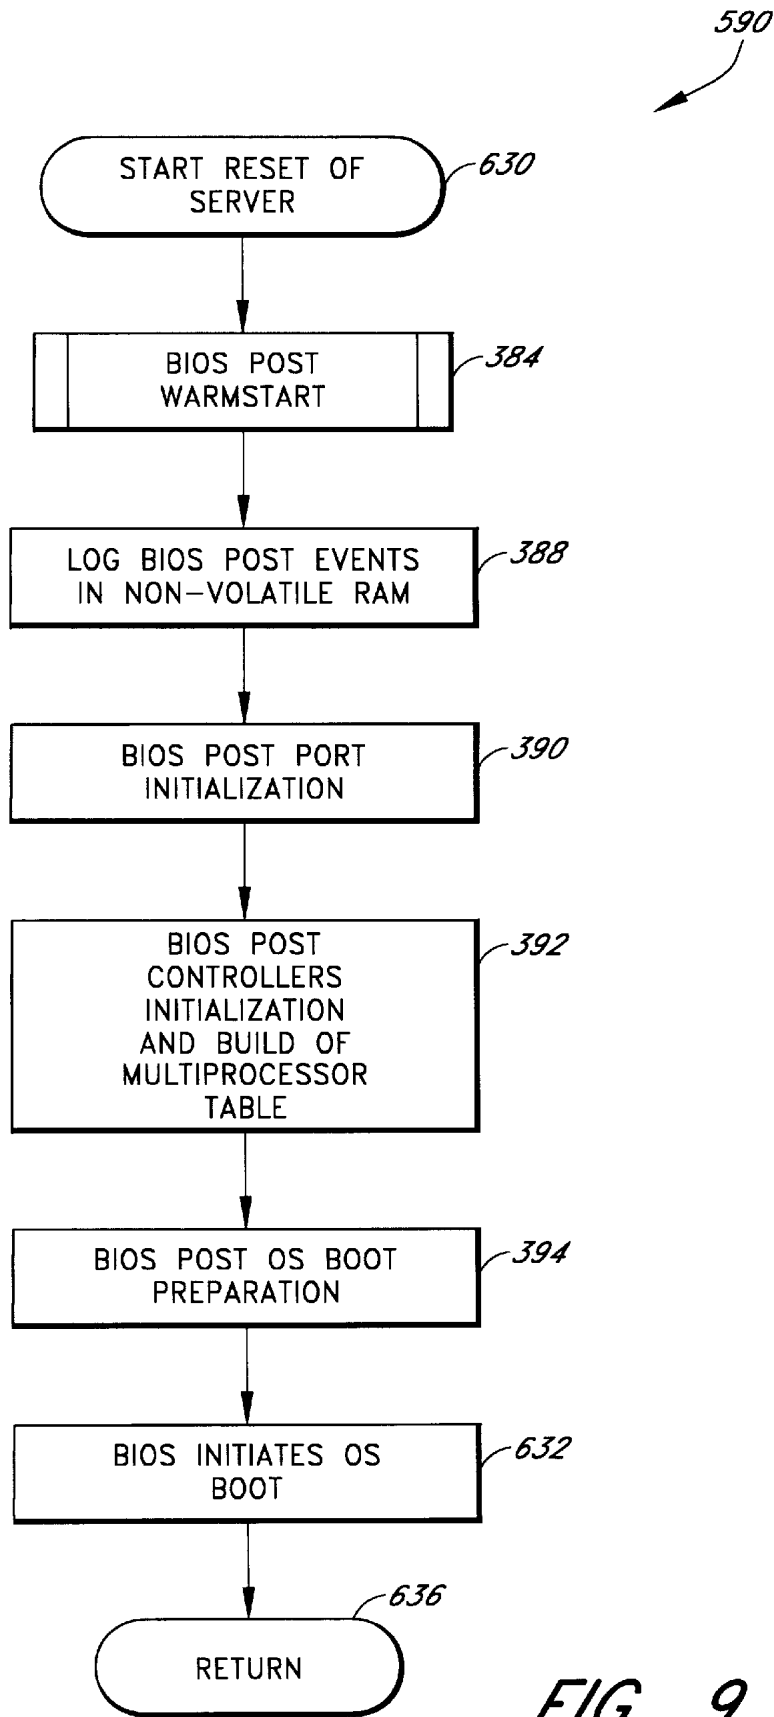 590
START RESET OF
SERVER
630
BIOS POST
WARMSTART
384
LOG BIOS POST EVENTS
IN NON-VOLATILE RAM
388
BIOS POST PORT
INITIALIZATION
390
BIOS POST
CONTROLLERS
INITIALIZATION
AND BUILD OF
MULTIPROCESSOR
TABLE
392
BIOS POST OS BOOT
PREPARATION
394
BIOS INITIATES OS
BOOT
632
RETURN
636
FIG. 9